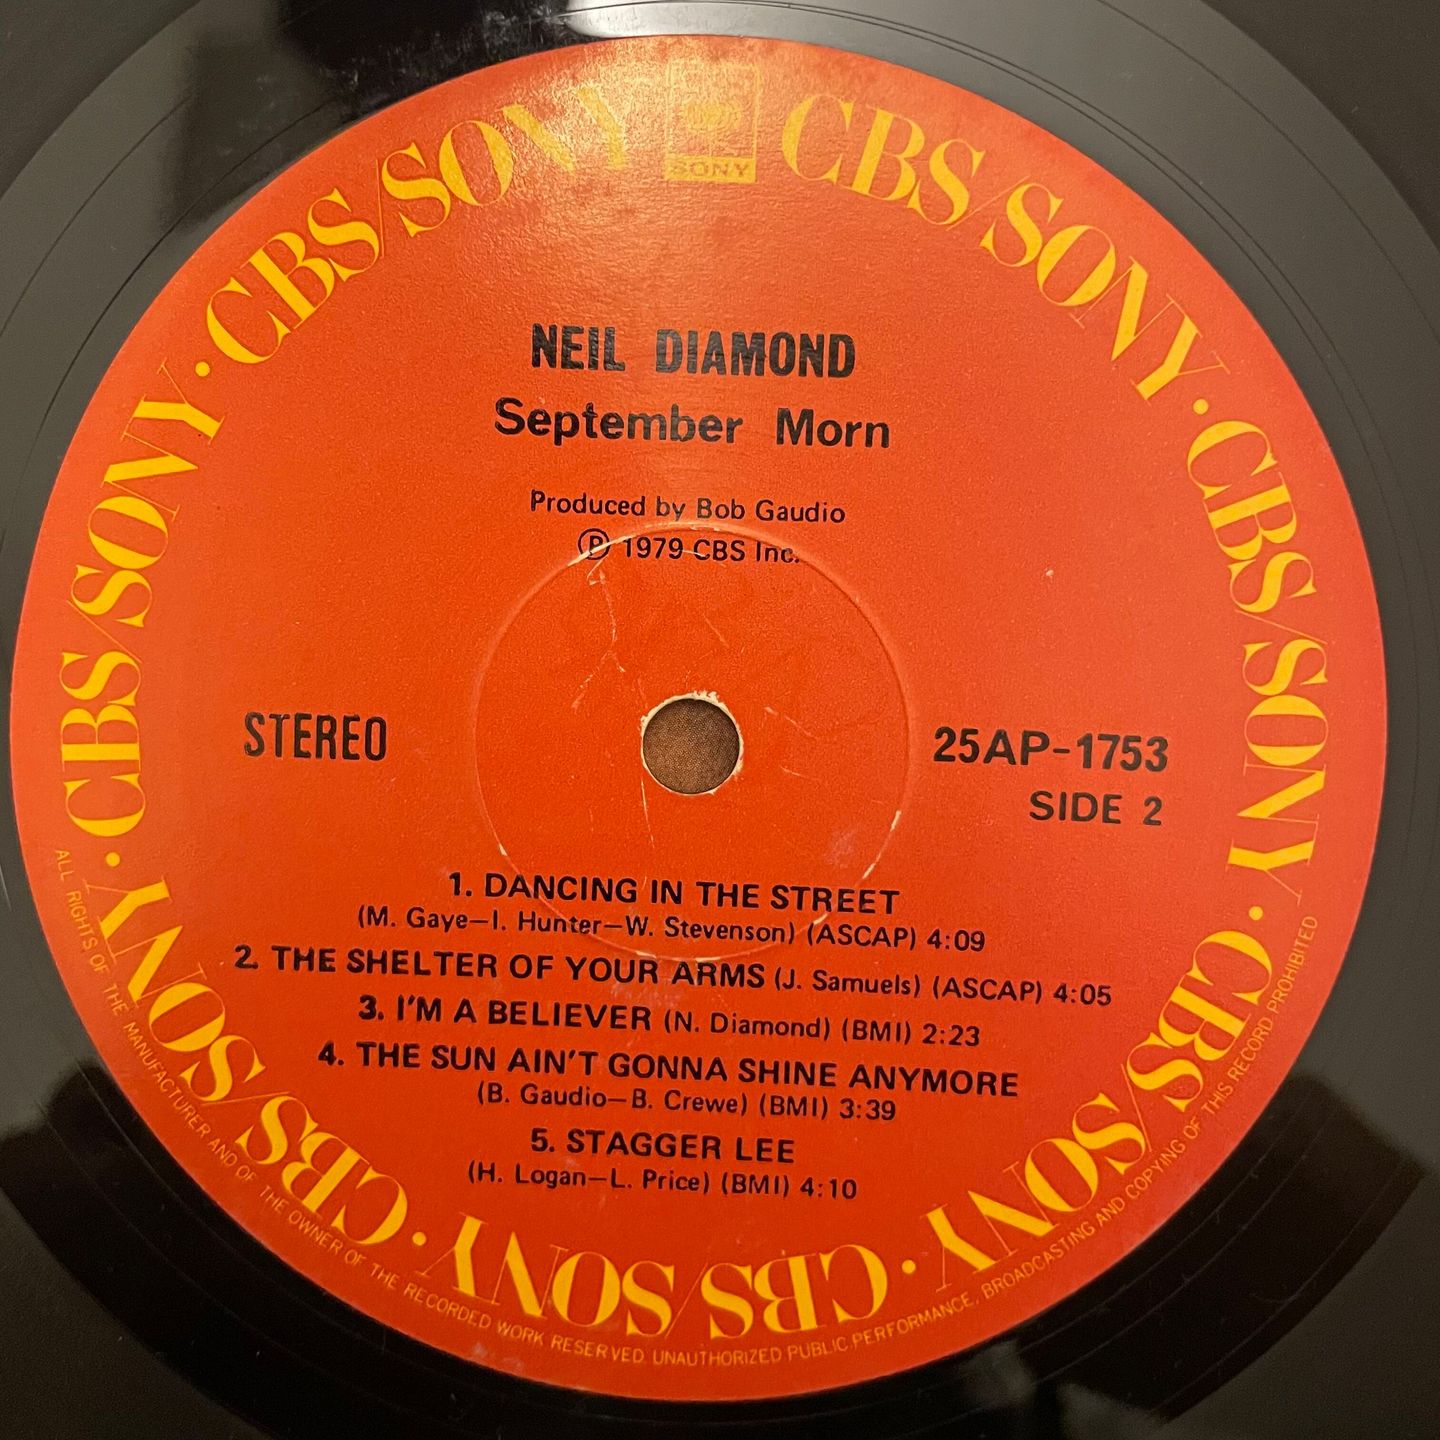 SONY
CBS/SONY · CBS/SONY · CBS/SONY · CBS/SONY · CBS/SONY · CBS/SONY · CBS/SONY
NEIL DIAMOND
September Morn
Produced by Bob Gaudio
Ⓟ 1979 CBS Inc.
STEREO
25AP-1753
SIDE 2
1. DANCING IN THE STREET
(M. Gaye—I. Hunter—W. Stevenson) (ASCAP) 4:09
2. THE SHELTER OF YOUR ARMS (J. Samuels) (ASCAP) 4:05
3. I'M A BELIEVER (N. Diamond) (BMI) 2:23
4. THE SUN AIN'T GONNA SHINE ANYMORE
(B. Gaudio—B. Crewe) (BMI) 3:39
5. STAGGER LEE
(H. Logan—L. Price) (BMI) 4:10
ALL RIGHTS OF THE MANUFACTURER AND OF THE OWNER OF THE RECORDED WORK RESERVED. UNAUTHORIZED PUBLIC PERFORMANCE, BROADCASTING AND COPYING OF THIS RECORD PROHIBITED